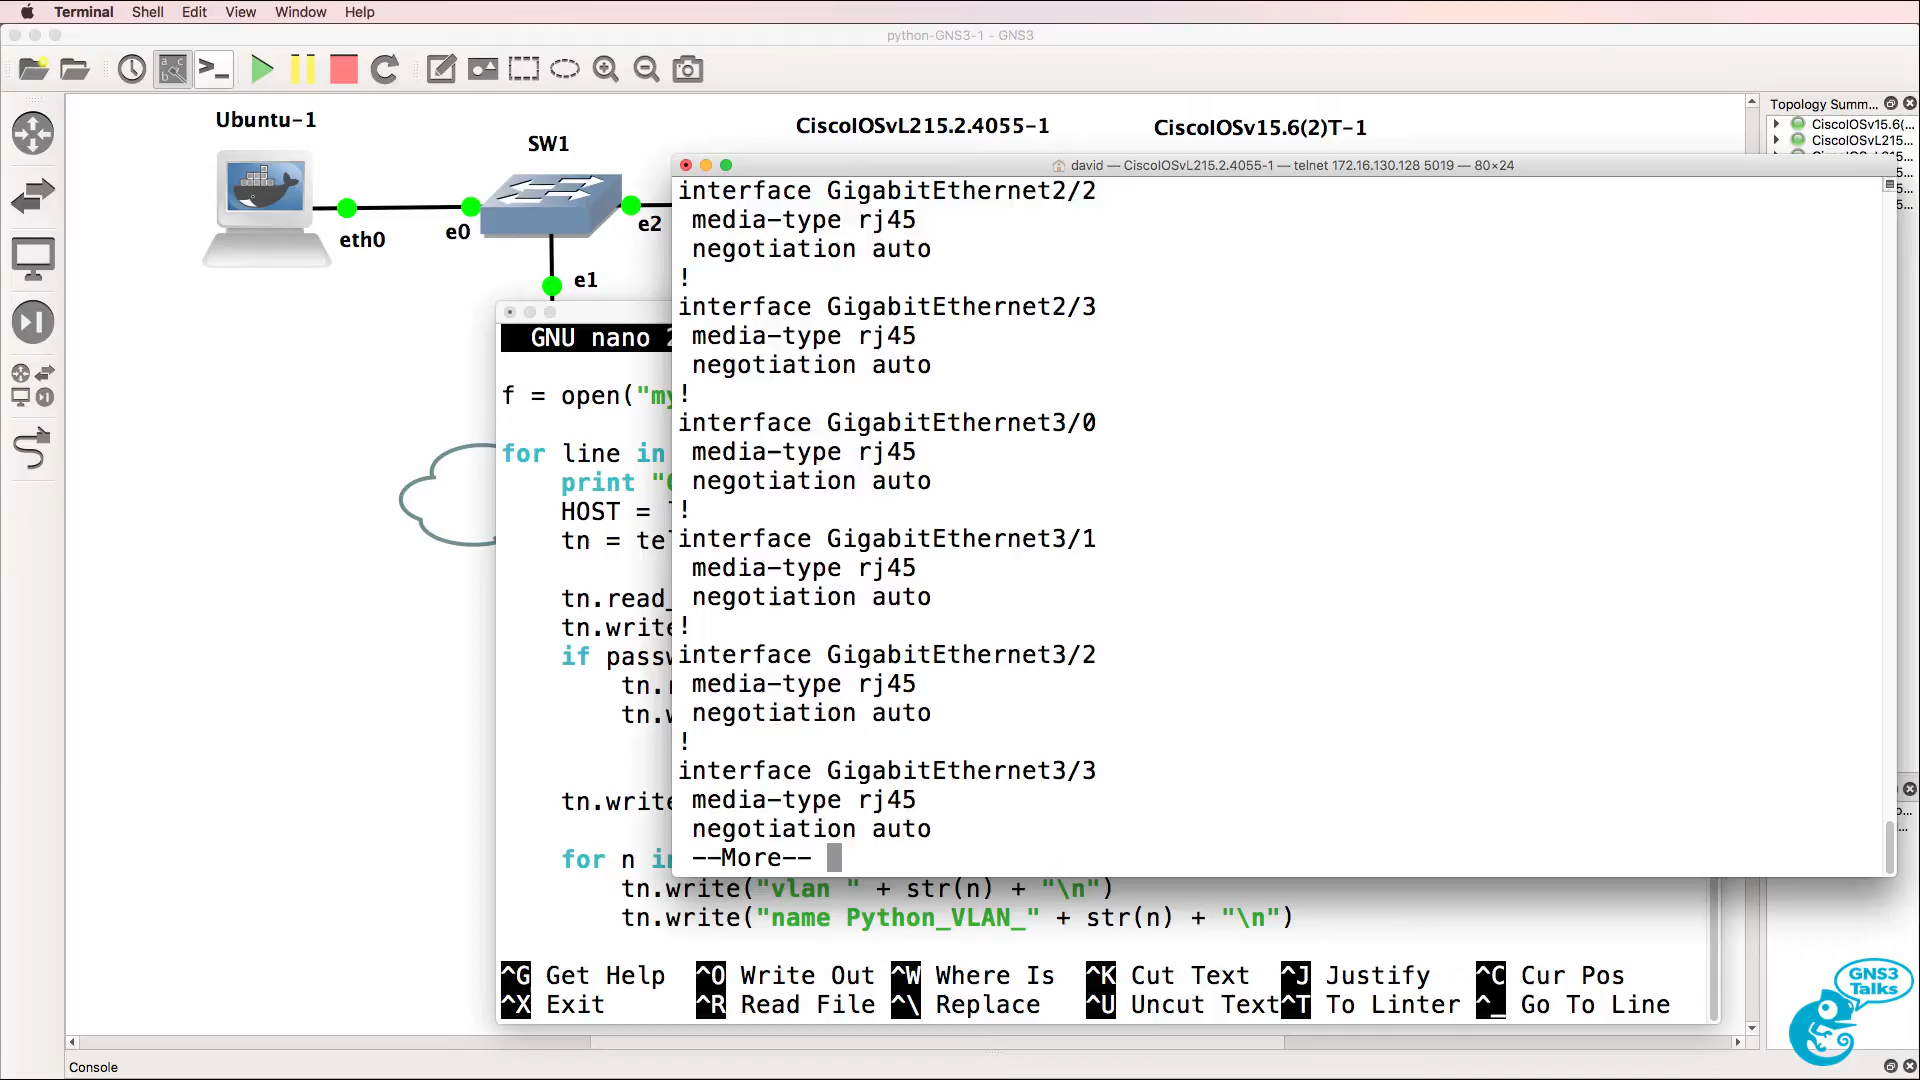 Terminal Shell Edit View Window Help
python-GNS3-1 - GNS3
Topology Summ...
CiscoIOSv15.6(...
CiscoIOSvL215...
Ubuntu-1
SW1
CiscoIOSvL215.2.4055-1
CiscoIOSv15.6(2)T-1
eth0
e0
e2
e1
david — CiscoIOSvL215.2.4055-1 — telnet 172.16.130.128 5019 — 80×24
interface GigabitEthernet2/2
media-type rj45
negotiation auto
!
interface GigabitEthernet2/3
media-type rj45
negotiation auto
!
interface GigabitEthernet3/0
media-type rj45
negotiation auto
!
interface GigabitEthernet3/1
media-type rj45
negotiation auto
!
interface GigabitEthernet3/2
media-type rj45
negotiation auto
!
interface GigabitEthernet3/3
media-type rj45
negotiation auto
--More--
GNU nano 2
f = open("my
for line in
print "
HOST =
tn = tel
tn.read_
tn.write
if passw
tn.
tn.w
tn.write
for n in
tn.write("vlan " + str(n) + "\n")
tn.write("name Python_VLAN_" + str(n) + "\n")
^G Get Help ^O Write Out ^W Where Is ^K Cut Text ^J Justify ^C Cur Pos
^X Exit ^R Read File ^\ Replace ^U Uncut Text ^T To Linter ^_ Go To Line
GNS3
Talks
Console